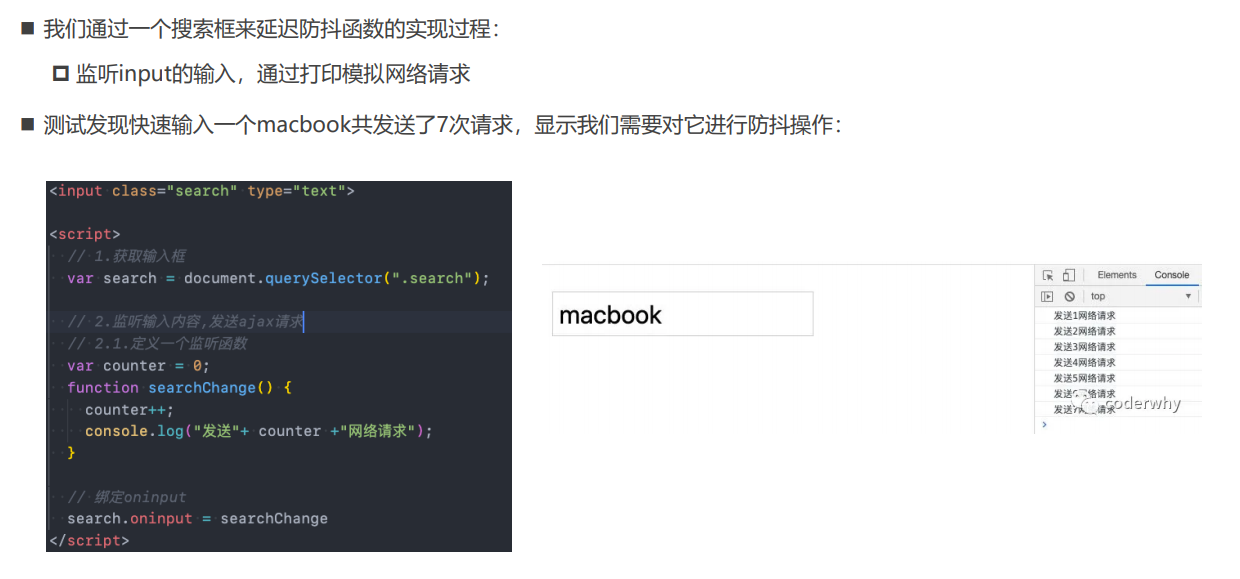 我们通过一个搜索框来延迟防抖函数的实现过程：
监听input的输入，通过打印模拟网络请求
测试发现快速输入一个macbook共发送了7次请求，显示我们需要对它进行防抖操作：
<input class="search" type="text">
<script>
// 1.获取输入框
var search = document.querySelector(".search");
// 2.监听输入内容,发送ajax请求
// 2.1.定义一个监听函数
var counter = 0;
function searchChange() {
counter++;
console.log("发送"+ counter +"网络请求");
}
// 绑定oninput
search.oninput = searchChange
</script>
macbook
Elements Console
top
发送1网络请求
发送2网络请求
发送3网络请求
发送4网络请求
发送5网络请求
发送6网络请求
发送7网络请求
coderwhy